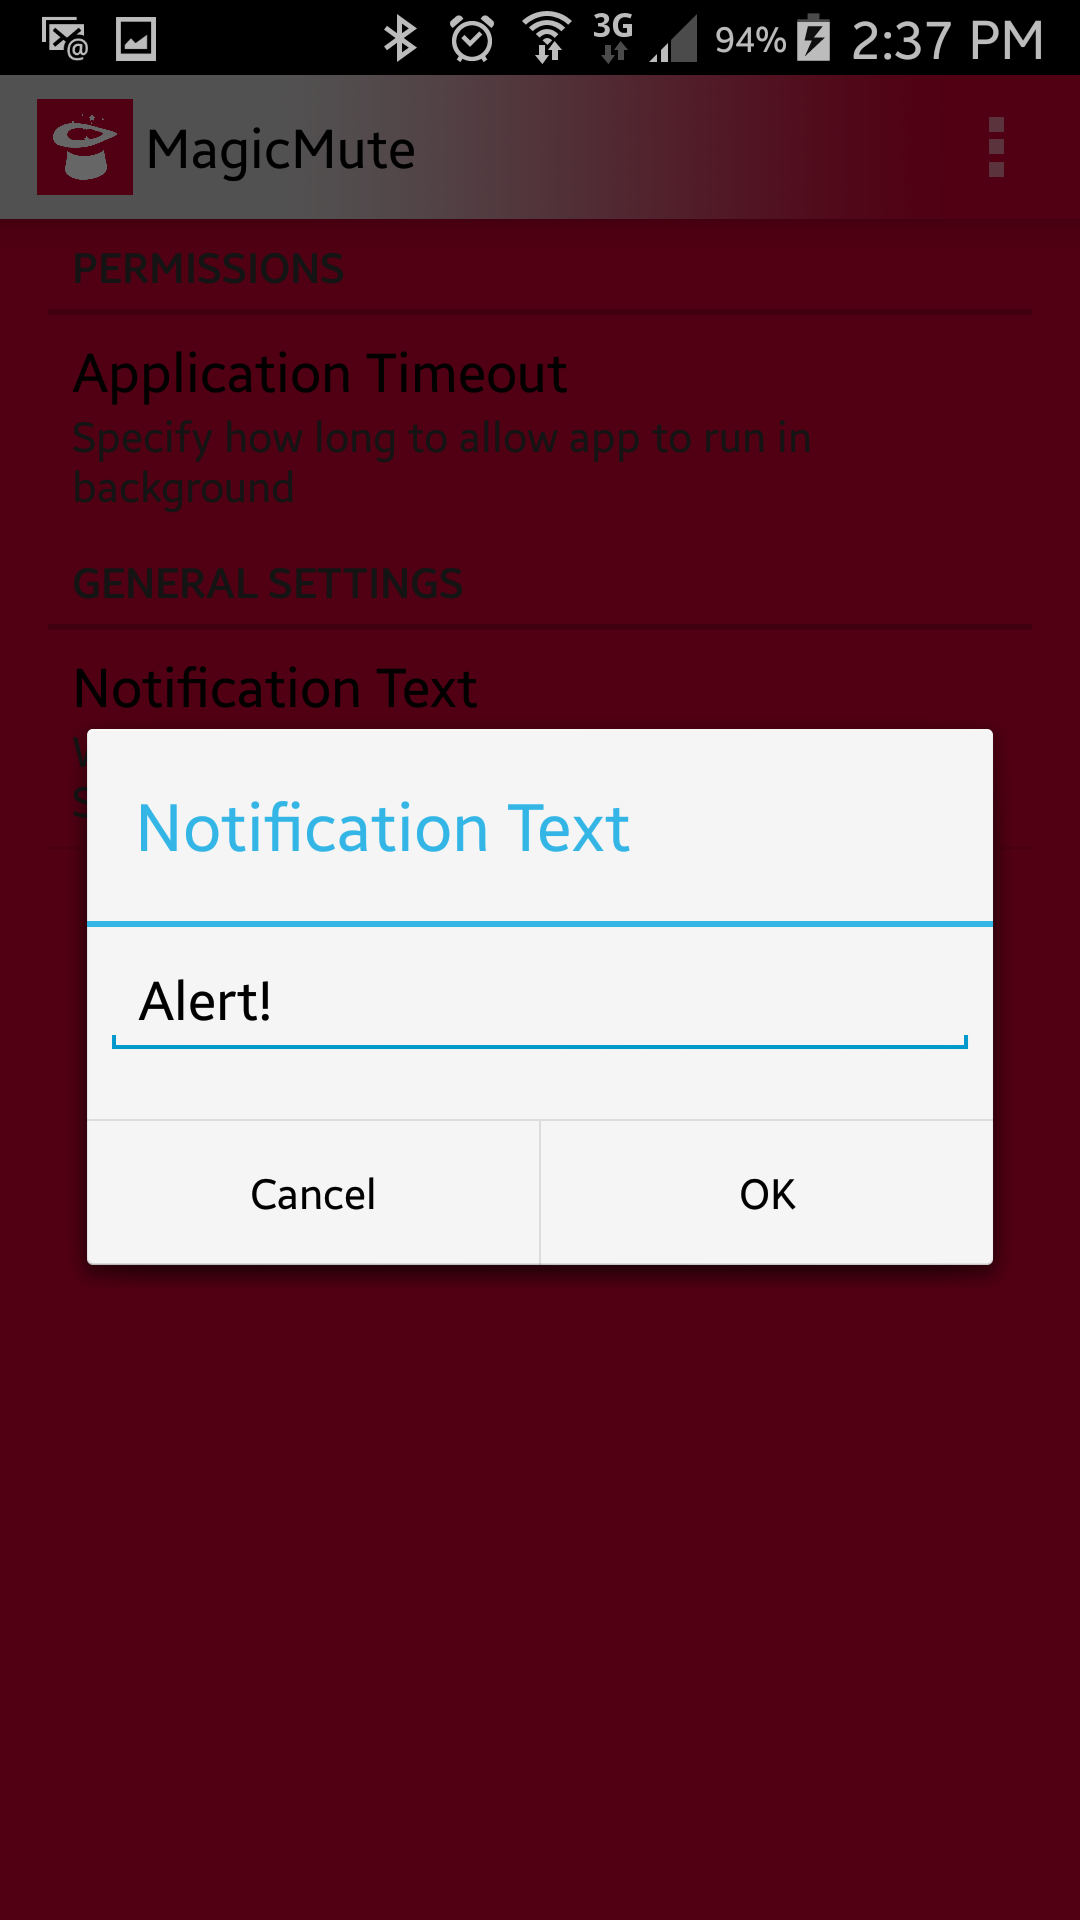 3G 94% 2:37 PM
MagicMute
PERMISSIONS
Application Timeout
Specify how long to allow app to run in
background
GENERAL SETTINGS
Notification Text
Notification Text
Alert!
Cancel OK